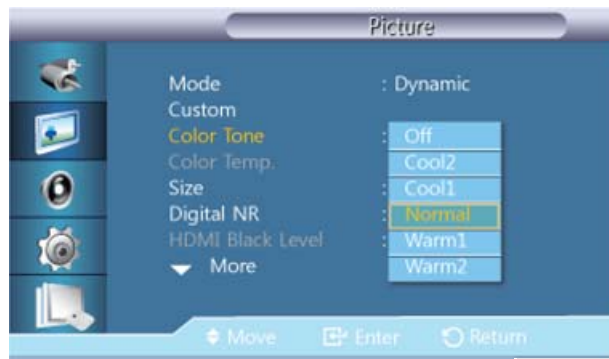 Picture
Mode : Dynamic
Custom
Color Tone : Off
Color Temp. Cool2
Size : Cool1
Digital NR : Normal
HDMI Black Level : Warm1
More Warm2
Move Enter Return